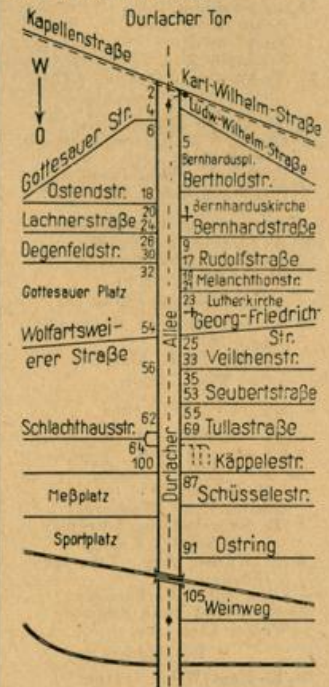 Durlacher Tor
Kapellenstraße
W
O
Karl-Wilhelm-Straße
Ludw.-Wilhelm-Straße
2
4
6
Gottesauer Str.
5
Bernharduspl.
Bertholdstr.
Ostendstr. 18
Bernharduskirche
Lachnerstraße 20
24
Bernhardstraße
Degenfeldstr. 26
30
9
17 Rudolfstraße
32
19 Melanchthonstr.
21
Gottesauer Platz
23 Lutherkirche
Georg-Friedrich-
Str.
Wolfartswei- 54
erer Straße
25
33 Veilchenstr.
56
35
53 Seubertstraße
Schlachthausstr. 62
55
69 Tullastraße
64
100
Käppelestr.
Durlacher Allee
Meßplatz
87 Schüsselestr.
Sportplatz
91 Ostring
105 Weinweg